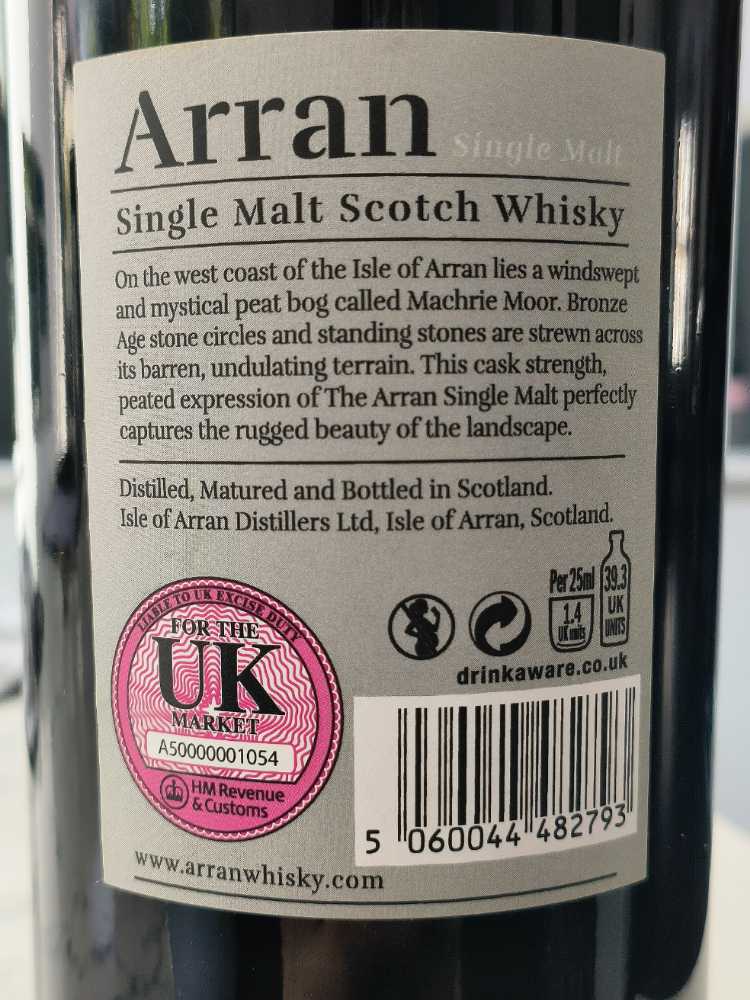 Arran Single Malt
Single Malt Scotch Whisky
On the west coast of the Isle of Arran lies a windswept
and mystical peat bog called Machrie Moor. Bronze
Age stone circles and standing stones are strewn across
its barren, undulating terrain. This cask strength,
peated expression of The Arran Single Malt perfectly
captures the rugged beauty of the landscape.
Distilled, Matured and Bottled in Scotland.
Isle of Arran Distillers Ltd, Isle of Arran, Scotland.
Per 25ml
1.4
UK units
39.3
UK
UNITS
drinkaware.co.uk
LIABLE TO UK EXCISE DUTY
FOR THE
UK
MARKET
A50000001054
HM Revenue
& Customs
5 060044 482793
www.arranwhisky.com